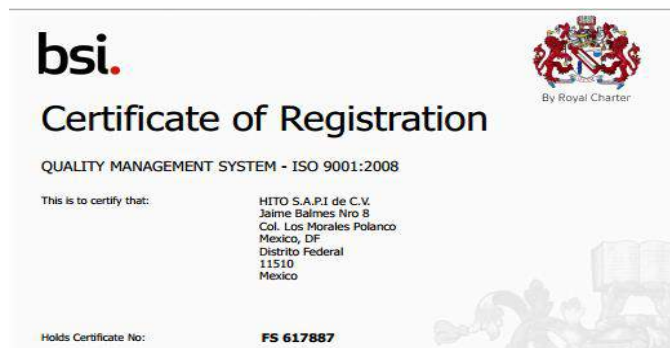 bsi.
By Royal Charter
Certificate of Registration
QUALITY MANAGEMENT SYSTEM - ISO 9001:2008
This is to certify that:
HITO S.A.P.I de C.V.
Jaime Balmes Nro 8
Col. Los Morales Polanco
Mexico, DF
Distrito Federal
11510
Mexico
Holds Certificate No:
FS 617887